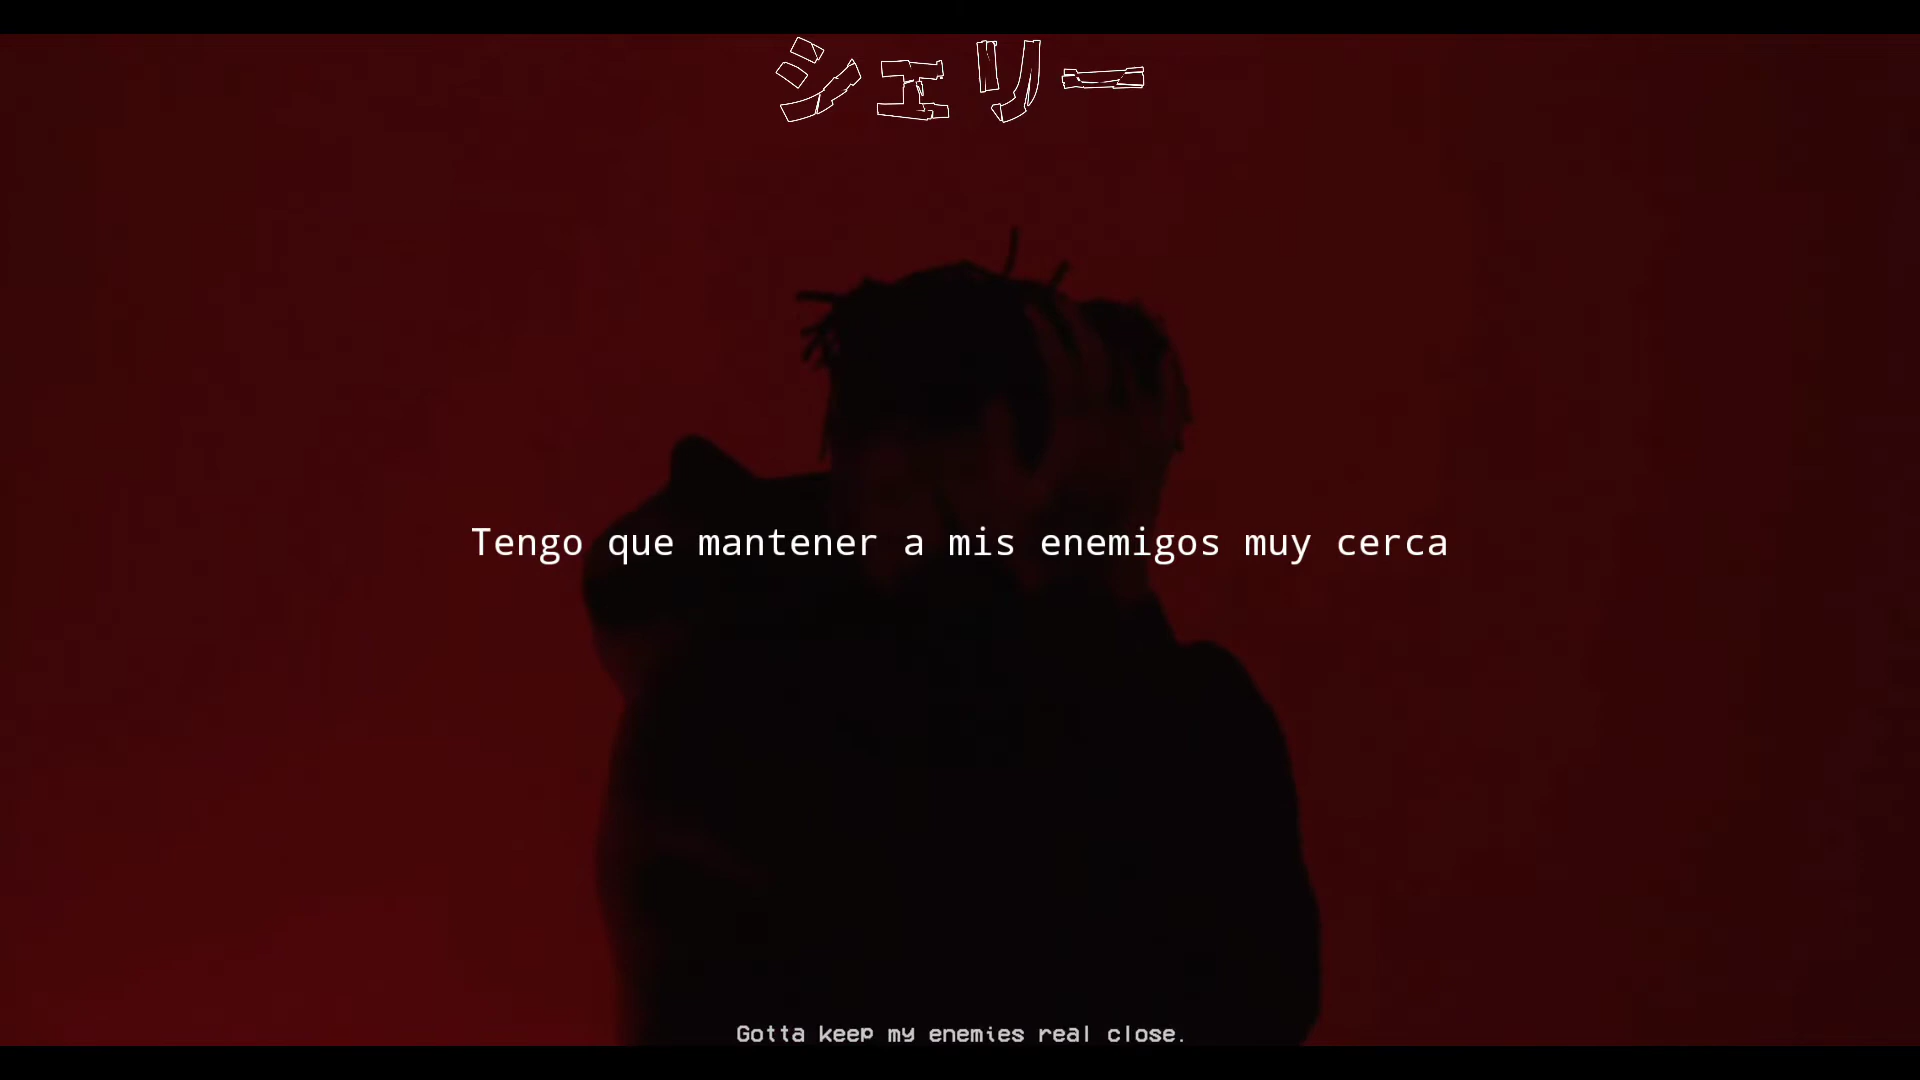 シェリー
Tengo que mantener a mis enemigos muy cerca
Gotta keep my enemies real close.